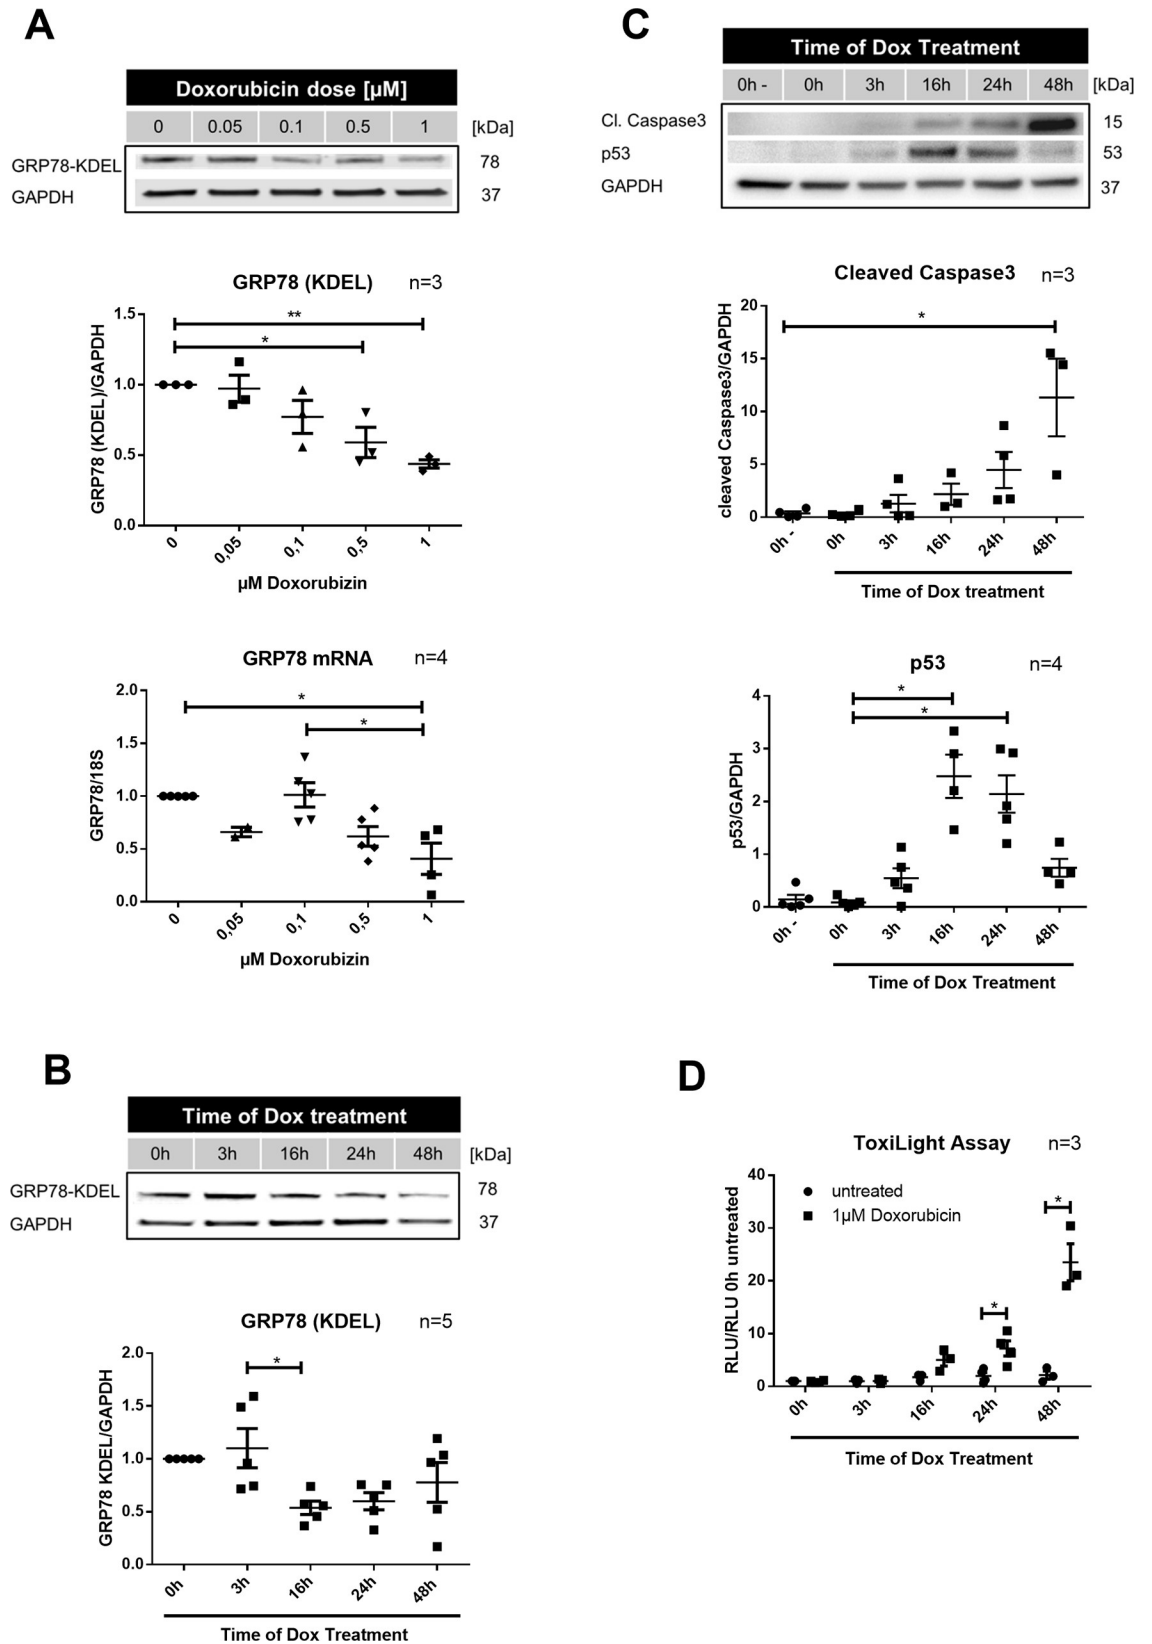 A
Doxorubicin dose [µM]
0 0.05 0.1 0.5 1 [kDa]
GRP78-KDEL 78
GAPDH 37
GRP78 (KDEL) n=3
GRP78 (KDEL)/GAPDH
1.5
1.0
0.5
0.0
**
*
0 0,05 0,1 0,5 1
µM Doxorubizin
GRP78 mRNA n=4
GRP78/18S
2.0
1.5
1.0
0.5
0.0
*
*
0 0,05 0,1 0,5 1
µM Doxorubizin
B
Time of Dox treatment
0h 3h 16h 24h 48h [kDa]
GRP78-KDEL 78
GAPDH 37
GRP78 (KDEL) n=5
GRP78 KDEL/GAPDH
2.0
1.5
1.0
0.5
0.0
*
0h 3h 16h 24h 48h
Time of Dox Treatment
C
Time of Dox Treatment
0h - 0h 3h 16h 24h 48h [kDa]
Cl. Caspase3 15
p53 53
GAPDH 37
Cleaved Caspase3 n=3
cleaved Caspase3/GAPDH
20
15
10
5
0
*
0h - 0h 3h 16h 24h 48h
Time of Dox treatment
p53 n=4
p53/GAPDH
4
3
2
1
0
*
*
0h - 0h 3h 16h 24h 48h
Time of Dox Treatment
D
ToxiLight Assay n=3
RLU/RLU 0h untreated
40
30
20
10
0
untreated
1µM Doxorubicin
*
*
0h 3h 16h 24h 48h
Time of Dox Treatment